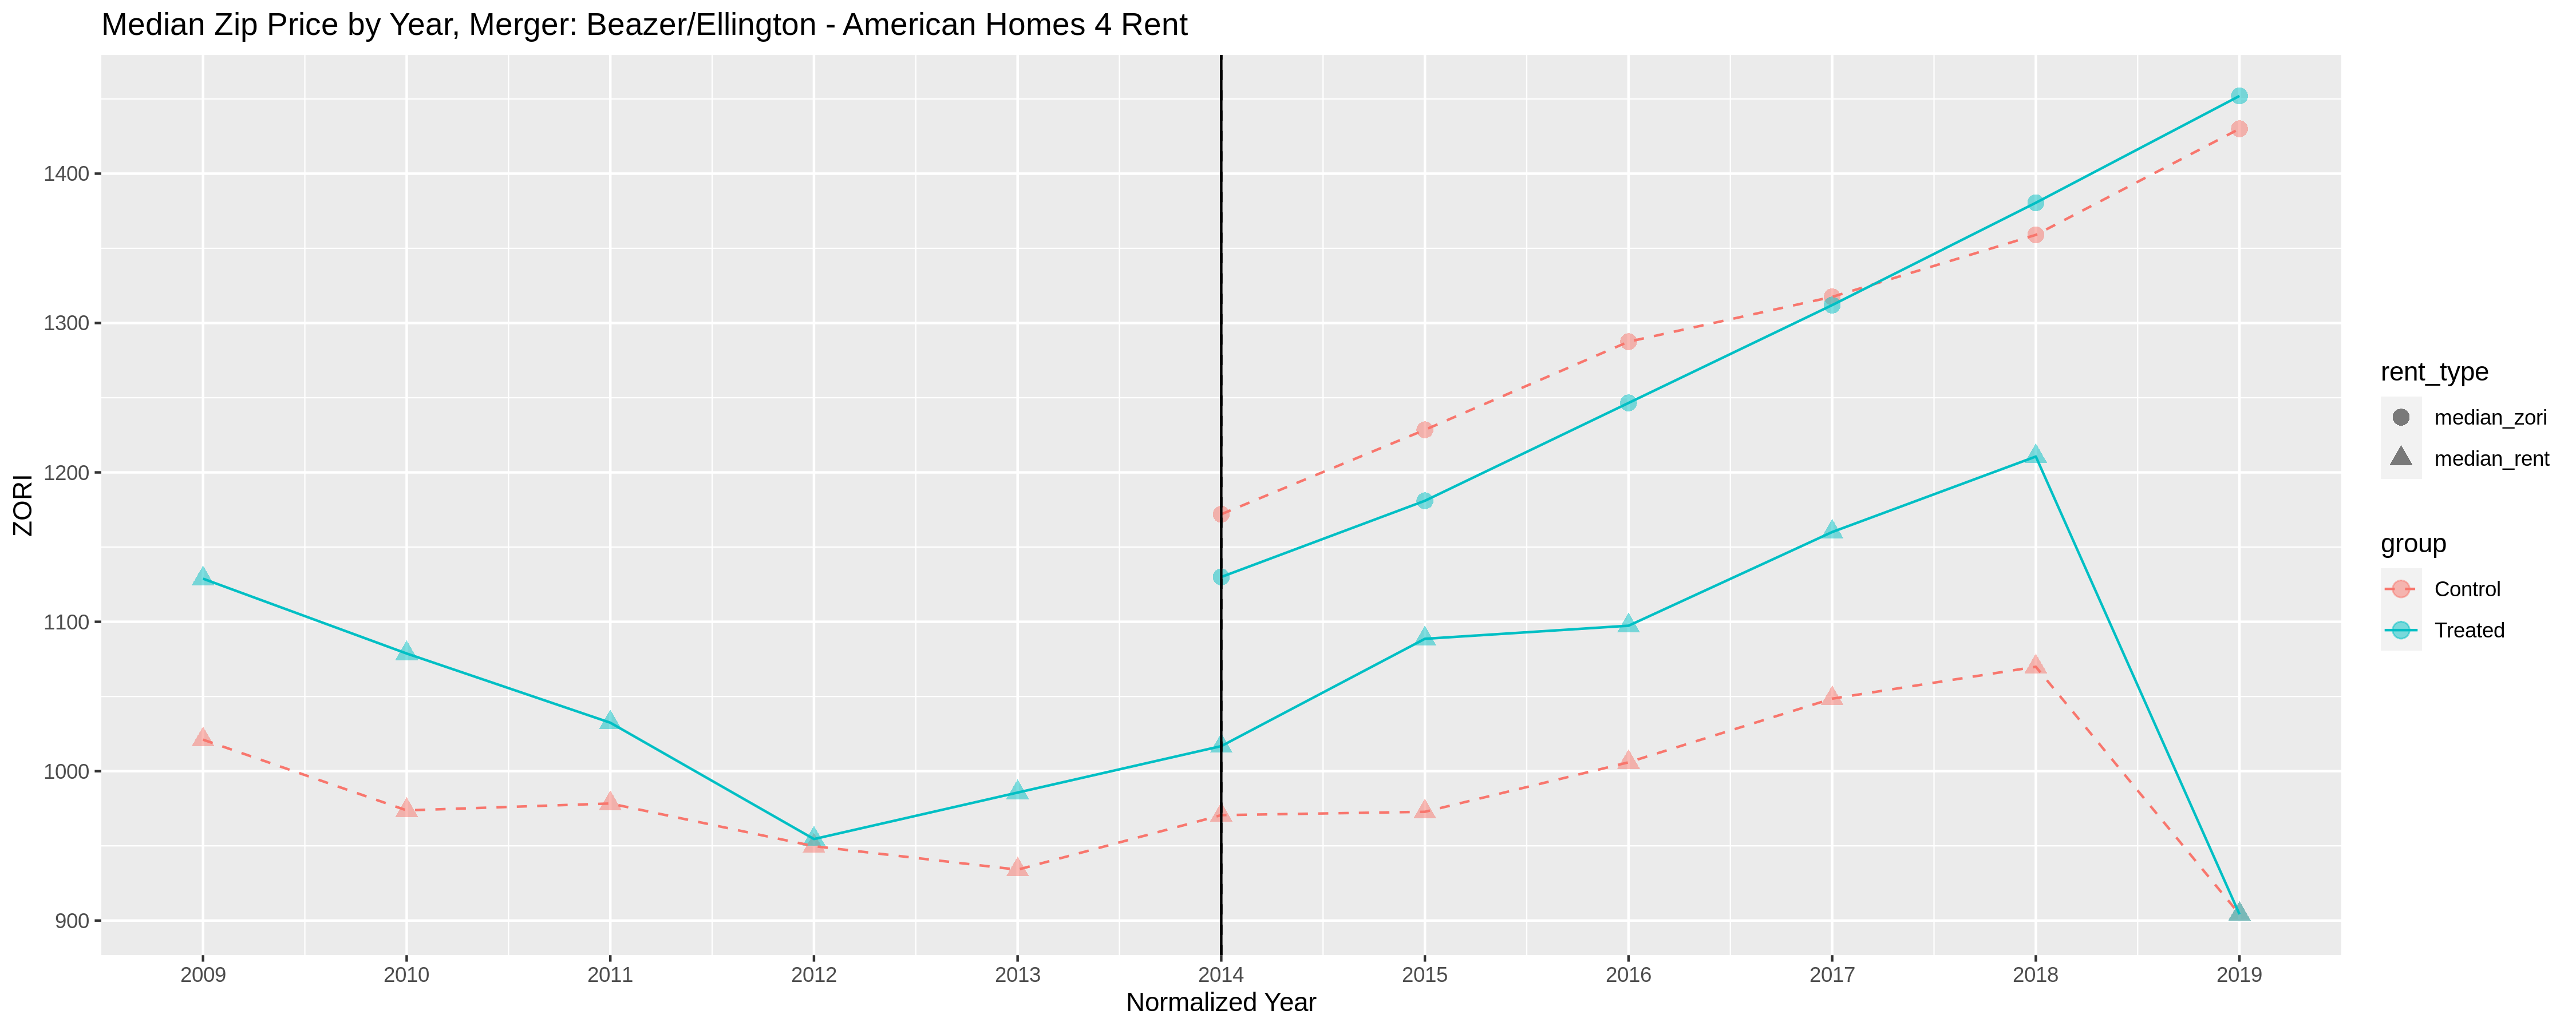 Median Zip Price by Year, Merger: Beazer/Ellington - American Homes 4 Rent
ZORI
1400
1300
1200
1100
1000
900
2009 2010 2011 2012 2013 2014 2015 2016 2017 2018 2019
Normalized Year
rent_type
median_zori
median_rent
group
Control
Treated